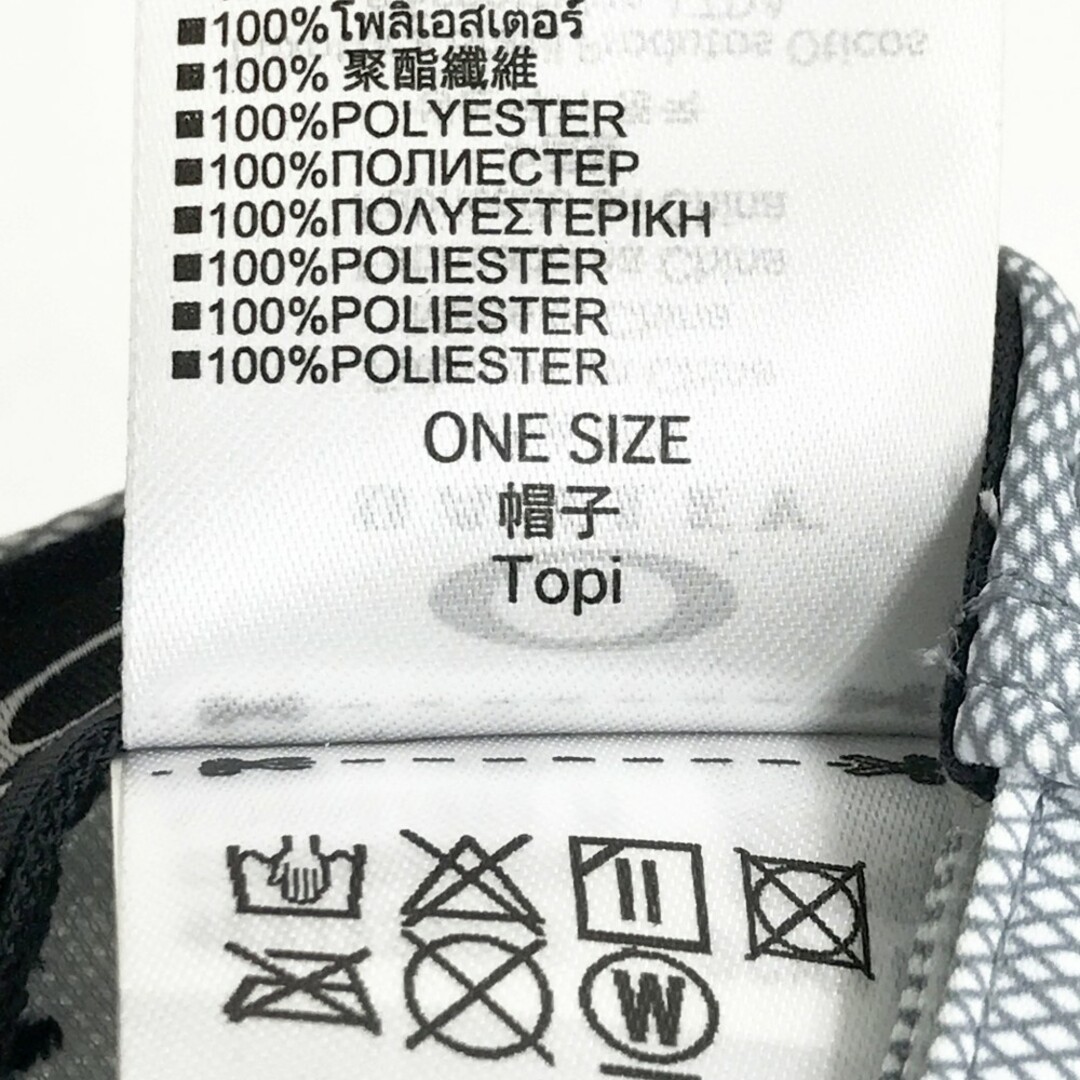 ■100%โพลิเอสเตอร์
■100% 聚酯纖維
■100%POLYESTER
■100%ПОЛИЕСТЕР
■100%ΠΟΛΥΕΣΤΕΡΙΚΗ
■100%POLIESTER
■100%POLIESTER
■100%POLIESTER
ONE SIZE
帽子
Topi
W